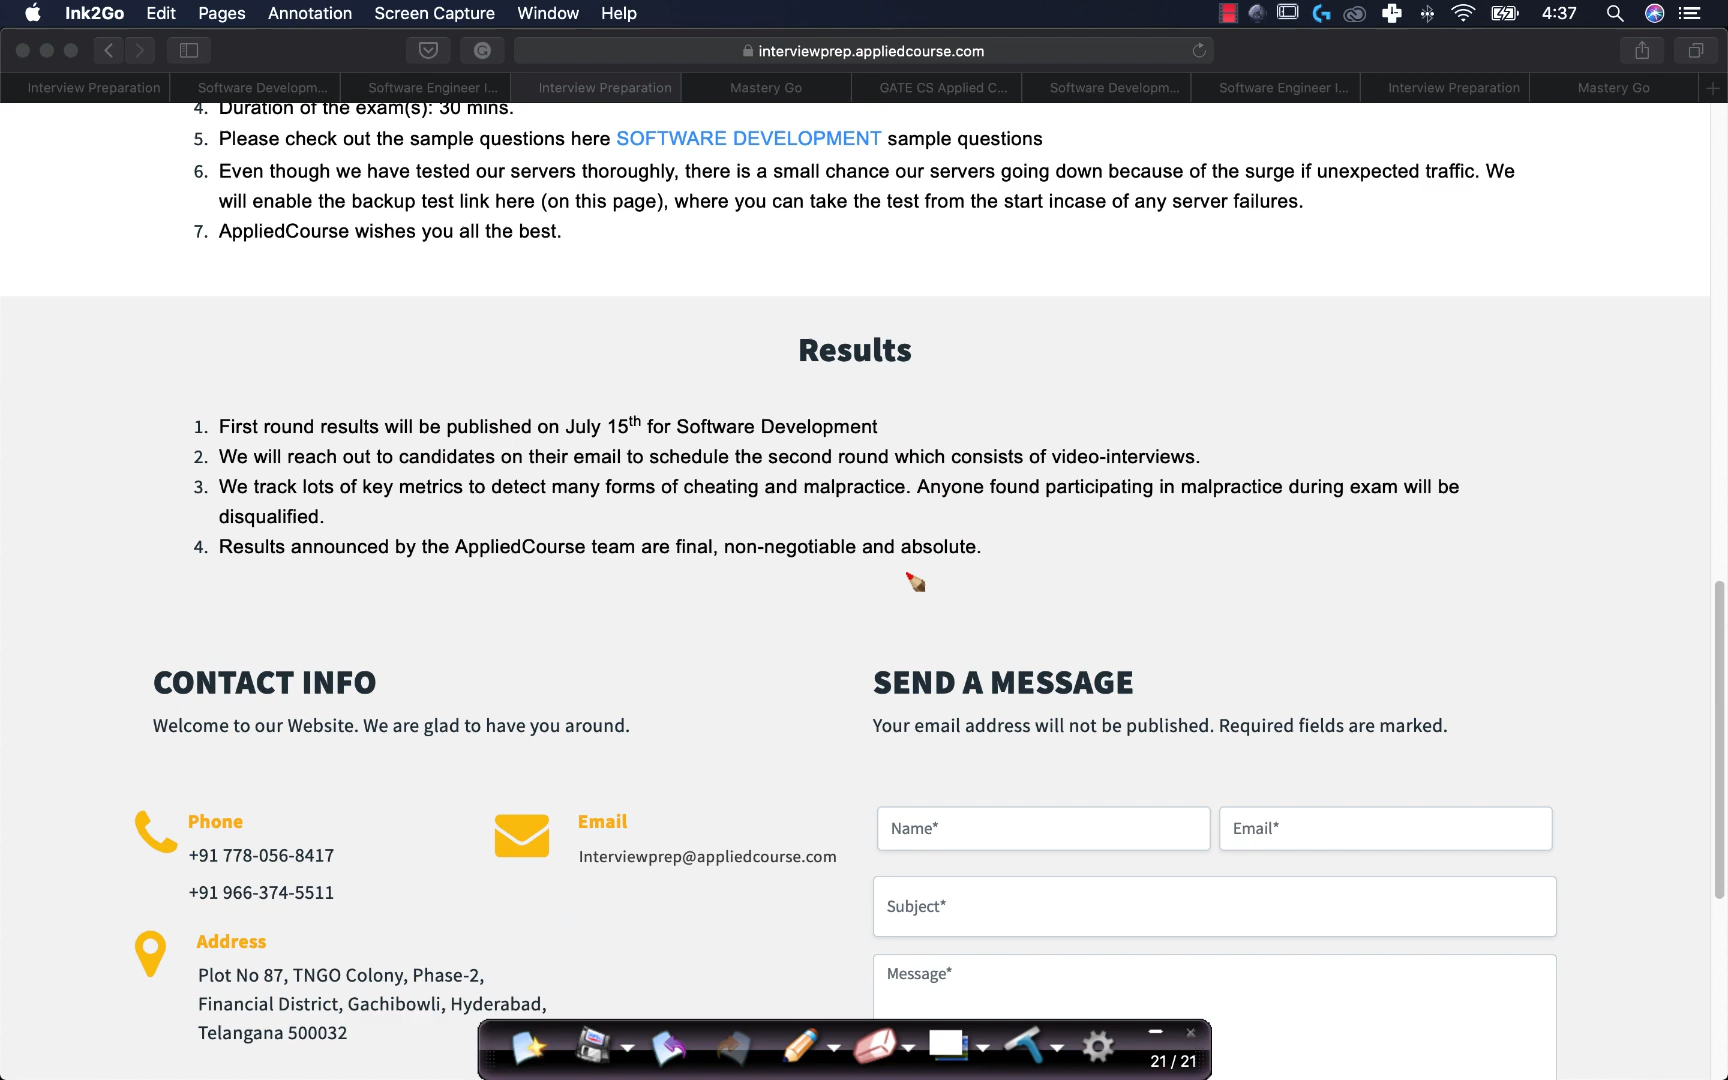 Ink2Go Edit Pages Annotation Screen Capture Window Help 4:37
interviewprep.appliedcourse.com
Interview Preparation Software Developm... Software Engineer I... Interview Preparation Mastery Go GATE CS Applied C... Software Developm... Software Engineer I... Interview Preparation Mastery Go
4. Duration of the exam(s): 30 mins.
5. Please check out the sample questions here SOFTWARE DEVELOPMENT sample questions
6. Even though we have tested our servers thoroughly, there is a small chance our servers going down because of the surge if unexpected traffic. We
will enable the backup test link here (on this page), where you can take the test from the start incase of any server failures.
7. AppliedCourse wishes you all the best.
Results
1. First round results will be published on July 15th for Software Development
2. We will reach out to candidates on their email to schedule the second round which consists of video-interviews.
3. We track lots of key metrics to detect many forms of cheating and malpractice. Anyone found participating in malpractice during exam will be
disqualified.
4. Results announced by the AppliedCourse team are final, non-negotiable and absolute.
CONTACT INFO
Welcome to our Website. We are glad to have you around.
Phone
+91 778-056-8417
+91 966-374-5511
Email
Interviewprep@appliedcourse.com
Address
Plot No 87, TNGO Colony, Phase-2,
Financial District, Gachibowli, Hyderabad,
Telangana 500032
SEND A MESSAGE
Your email address will not be published. Required fields are marked.
Name* Email*
Subject*
Message*
21 / 21